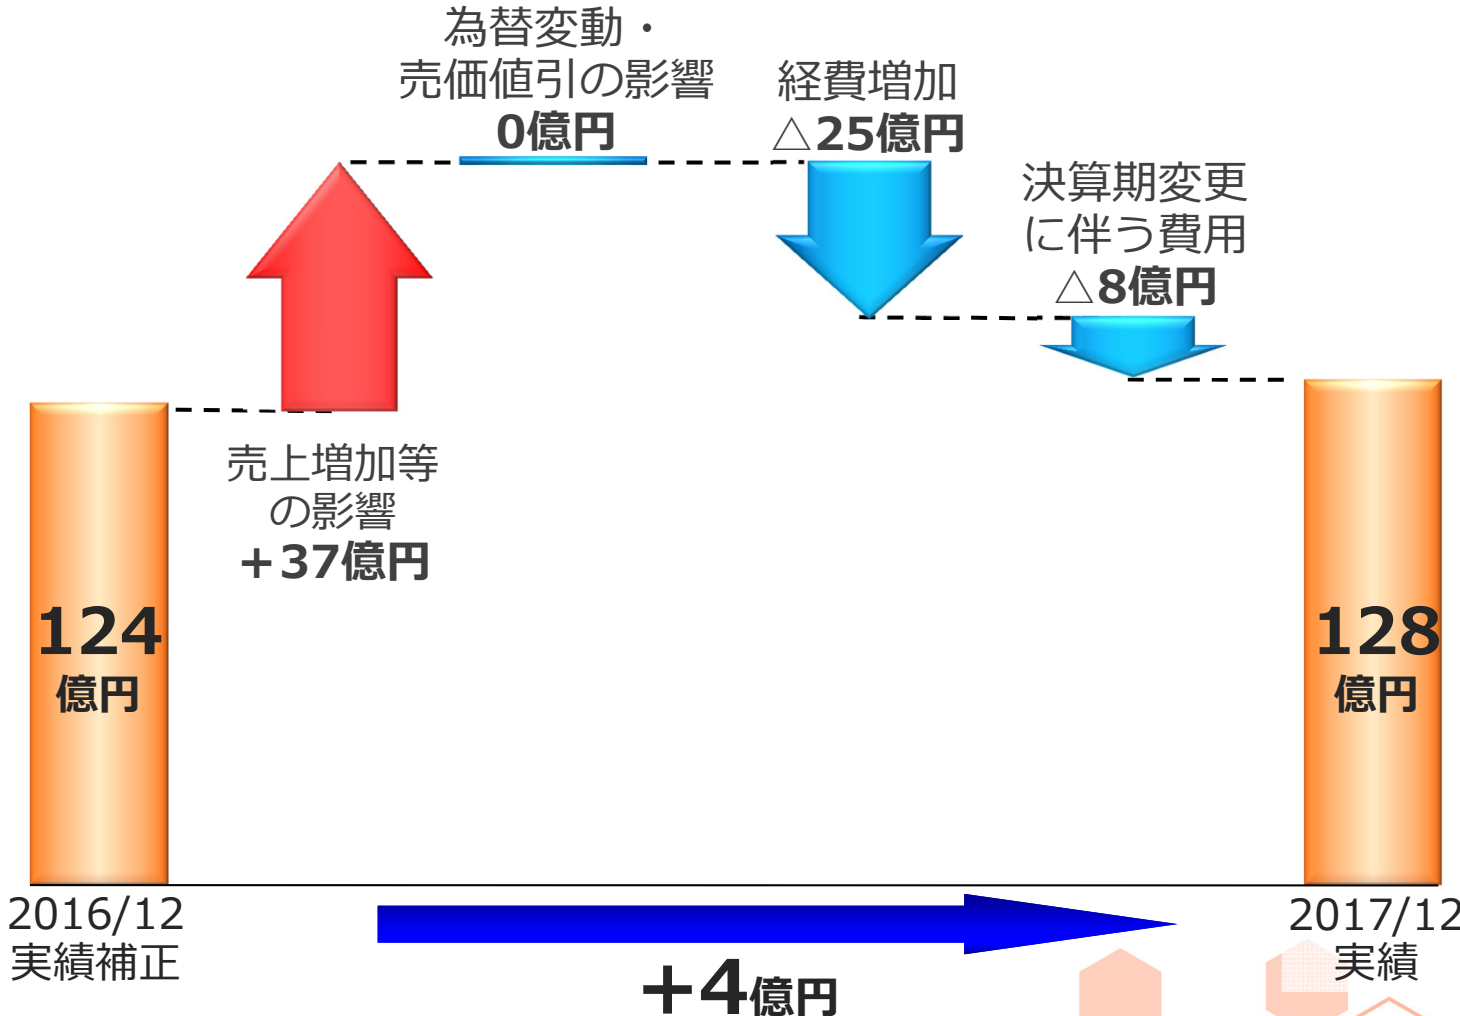 為替変動・
売価値引の影響
0億円
経費増加
△25億円
決算期変更
に伴う費用
△8億円
売上増加等
の影響
+37億円
124
億円
128
億円
2016/12
実績補正
2017/12
実績
+4億円